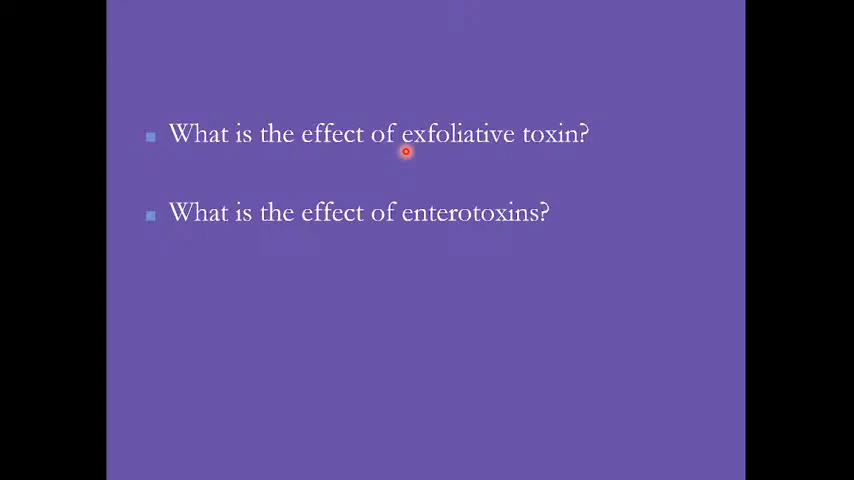 What is the effect of exfoliative toxin?
What is the effect of enterotoxins?